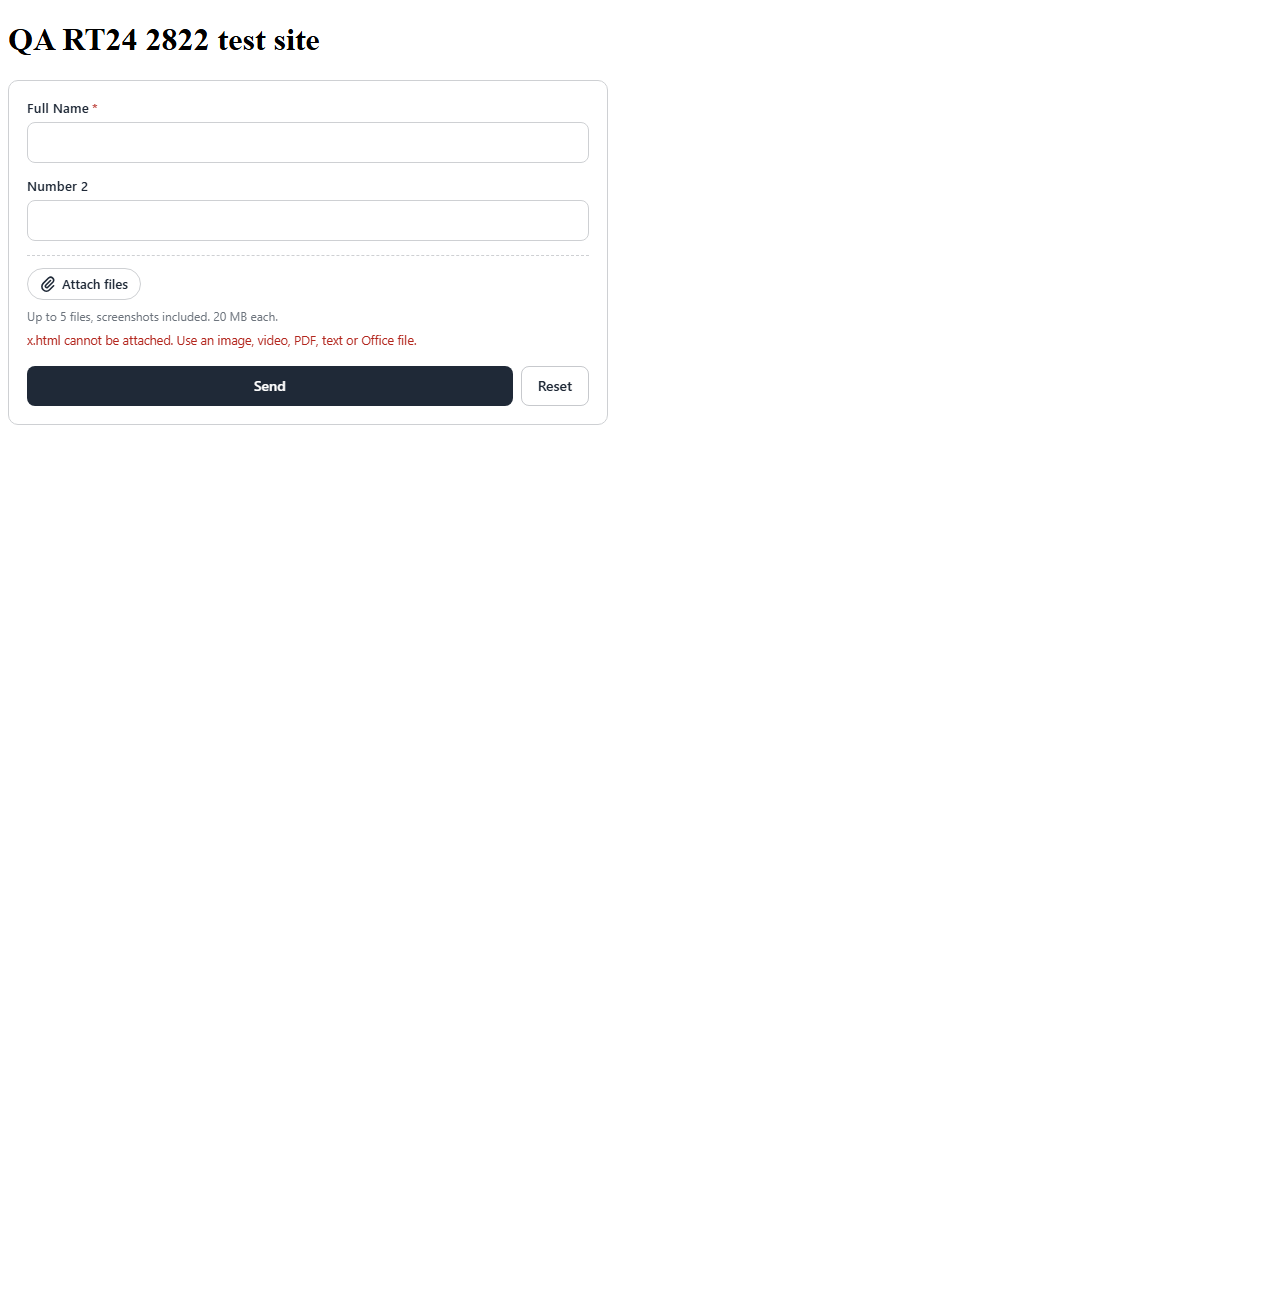 QA RT24 2822 test site
Full Name *
Number 2
Attach files
Up to 5 files, screenshots included. 20 MB each.
x.html cannot be attached. Use an image, video, PDF, text or Office file.
Send
Reset